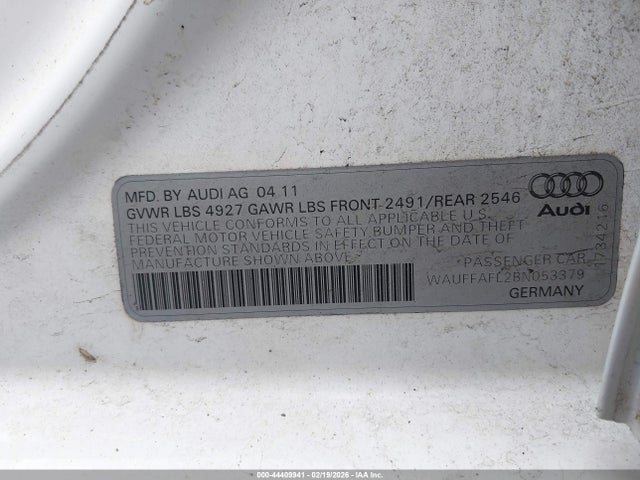 MFD. BY AUDI AG 04.11
GVWR LBS 4927 GAWR LBS FRONT 2491/REAR 2546
THIS VEHICLE CONFORMS TO ALL APPLICABLE U.S.
FEDERAL MOTOR VEHICLE SAFETY, BUMPER AND THEFT
PREVENTION STANDARDS IN EFFECT ON THE DATE OF
MANUFACTURE SHOWN ABOVE.
Audi
PASSENGER CAR
WAUFFAFL2BN053379
GERMANY
1734216
000-44409941 - 02/19/2026 - IAA Inc.